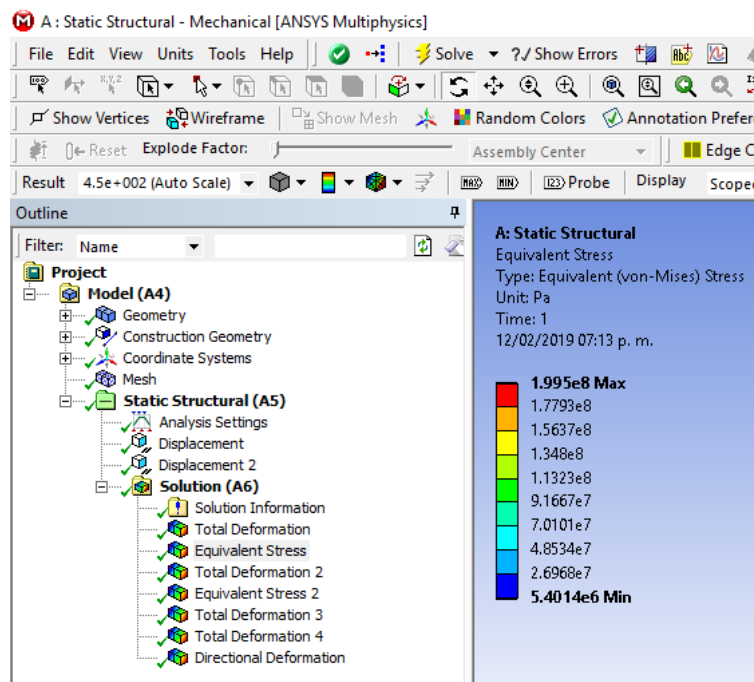 A : Static Structural - Mechanical [ANSYS Multiphysics]
File Edit View Units Tools Help Solve ?/ Show Errors
Show Vertices Wireframe Show Mesh Random Colors Annotation Prefer
Reset Explode Factor: Assembly Center Edge C
Result 4.5e+002 (Auto Scale) MAX MIN 123 Probe Display Scoped
Outline
Filter: Name
Project
Model (A4)
Geometry
Construction Geometry
Coordinate Systems
Mesh
Static Structural (A5)
Analysis Settings
Displacement
Displacement 2
Solution (A6)
Solution Information
Total Deformation
Equivalent Stress
Total Deformation 2
Equivalent Stress 2
Total Deformation 3
Total Deformation 4
Directional Deformation
A: Static Structural
Equivalent Stress
Type: Equivalent (von-Mises) Stress
Unit: Pa
Time: 1
12/02/2019 07:13 p. m.
1.995e8 Max
1.7793e8
1.5637e8
1.348e8
1.1323e8
9.1667e7
7.0101e7
4.8534e7
2.6968e7
5.4014e6 Min